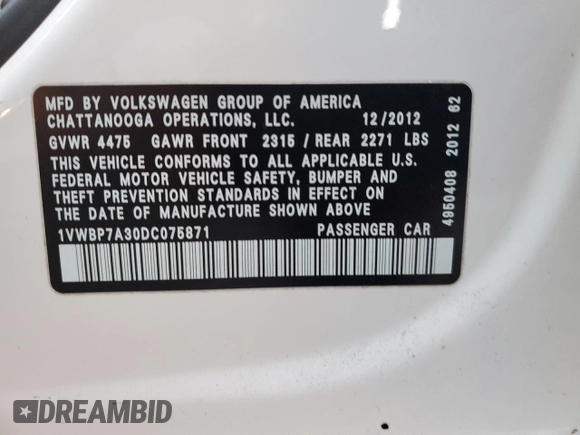 MFD BY VOLKSWAGEN GROUP OF AMERICA
CHATTANOOGA OPERATIONS, LLC. 12/2012
GVWR 4475 GAWR FRONT 2315 / REAR 2271 LBS
THIS VEHICLE CONFORMS TO ALL APPLICABLE U.S.
FEDERAL MOTOR VEHICLE SAFETY, BUMPER AND
THEFT PREVENTION STANDARDS IN EFFECT ON
THE DATE OF MANUFACTURE SHOWN ABOVE
1VWBP7A30DC075871 PASSENGER CAR
4950408 2012 62
DREAMBID